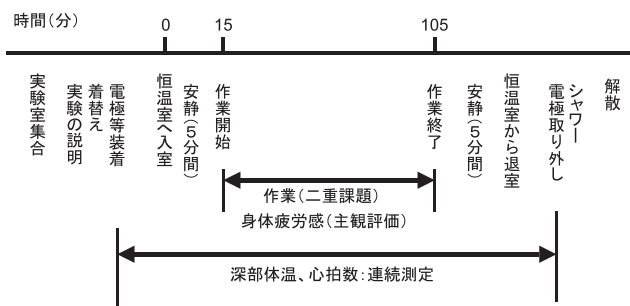 時間(分)
0
15
105
実験室集合
実験の説明
着替え
電極等装着
恒温室へ入室
安静(5分間)
作業開始
作業終了
安静(5分間)
恒温室から退室
電極取り外し
シャワー
解散
作業(二重課題)
身体疲労感(主観評価)
深部体温、心拍数:連続測定